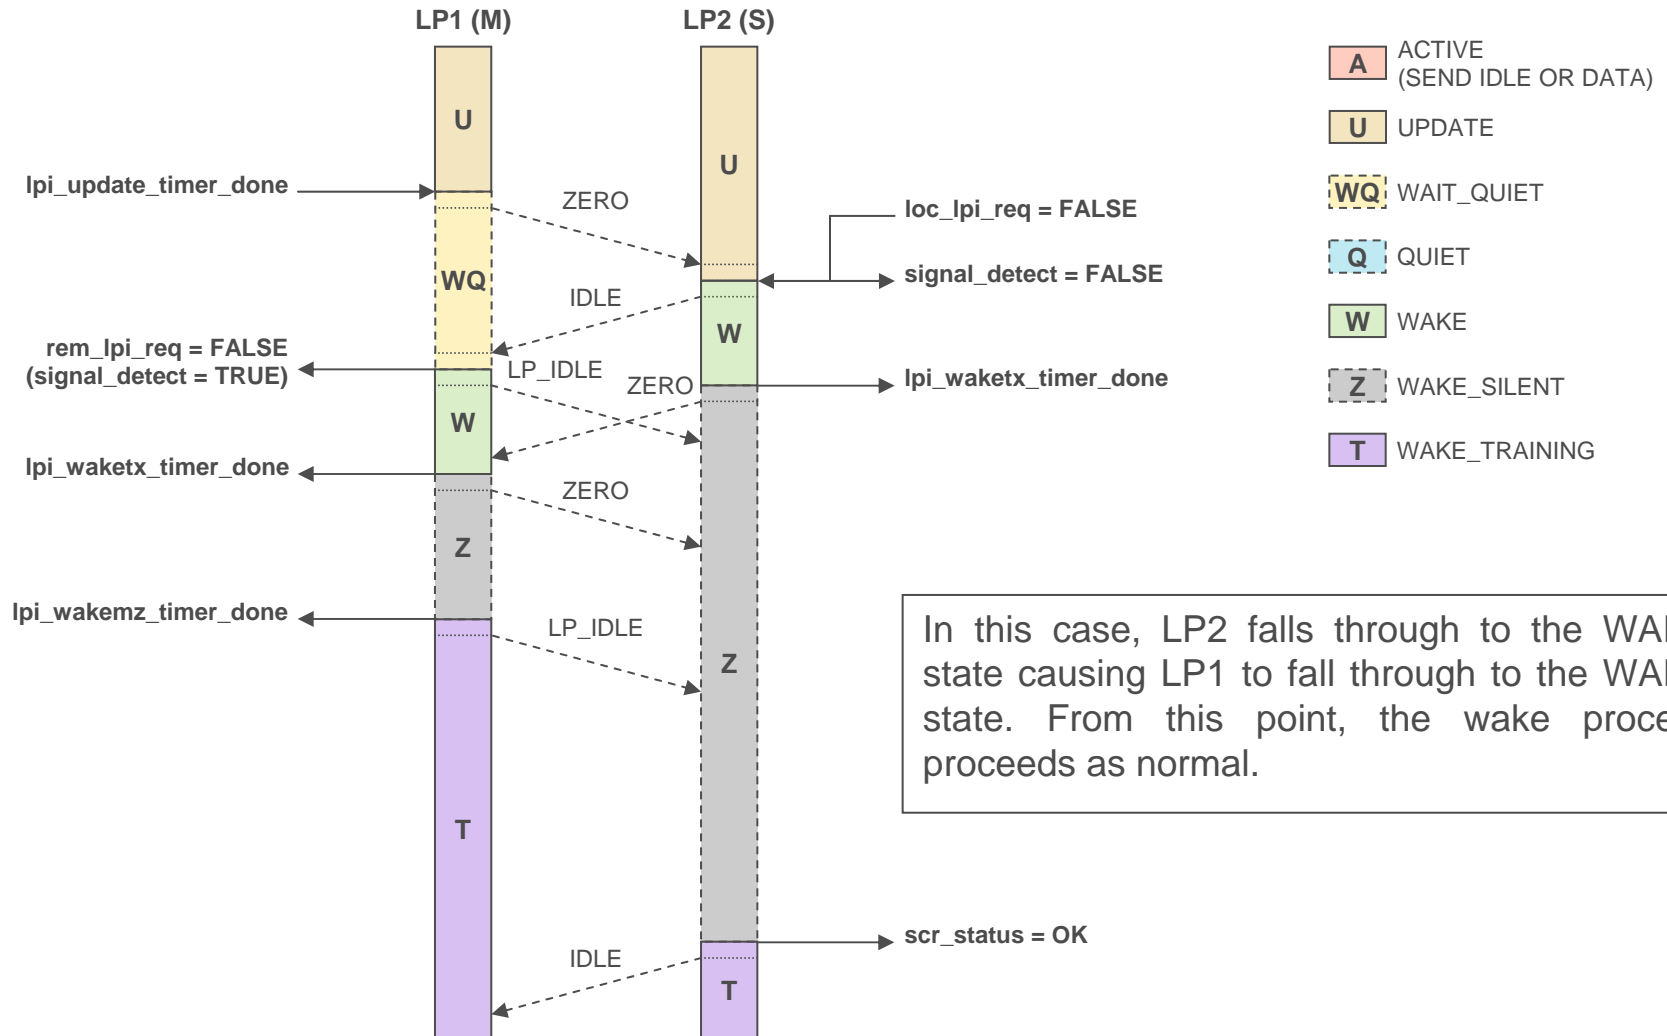 LP1 (M)
LP2 (S)
U
U
lpi_update_timer_done
ZERO
loc_lpi_req = FALSE
signal_detect = FALSE
WQ
IDLE
W
rem_lpi_req = FALSE
(signal_detect = TRUE)
LP_IDLE
ZERO
lpi_waketx_timer_done
W
lpi_waketx_timer_done
ZERO
Z
lpi_wakemz_timer_done
LP_IDLE
Z
T
scr_status = OK
IDLE
T
A ACTIVE
(SEND IDLE OR DATA)
U UPDATE
WQ WAIT_QUIET
Q QUIET
W WAKE
Z WAKE_SILENT
T WAKE_TRAINING
In this case, LP2 falls through to the
state causing LP1 to fall through to the
state. From this point, the wake
proceeds as normal.